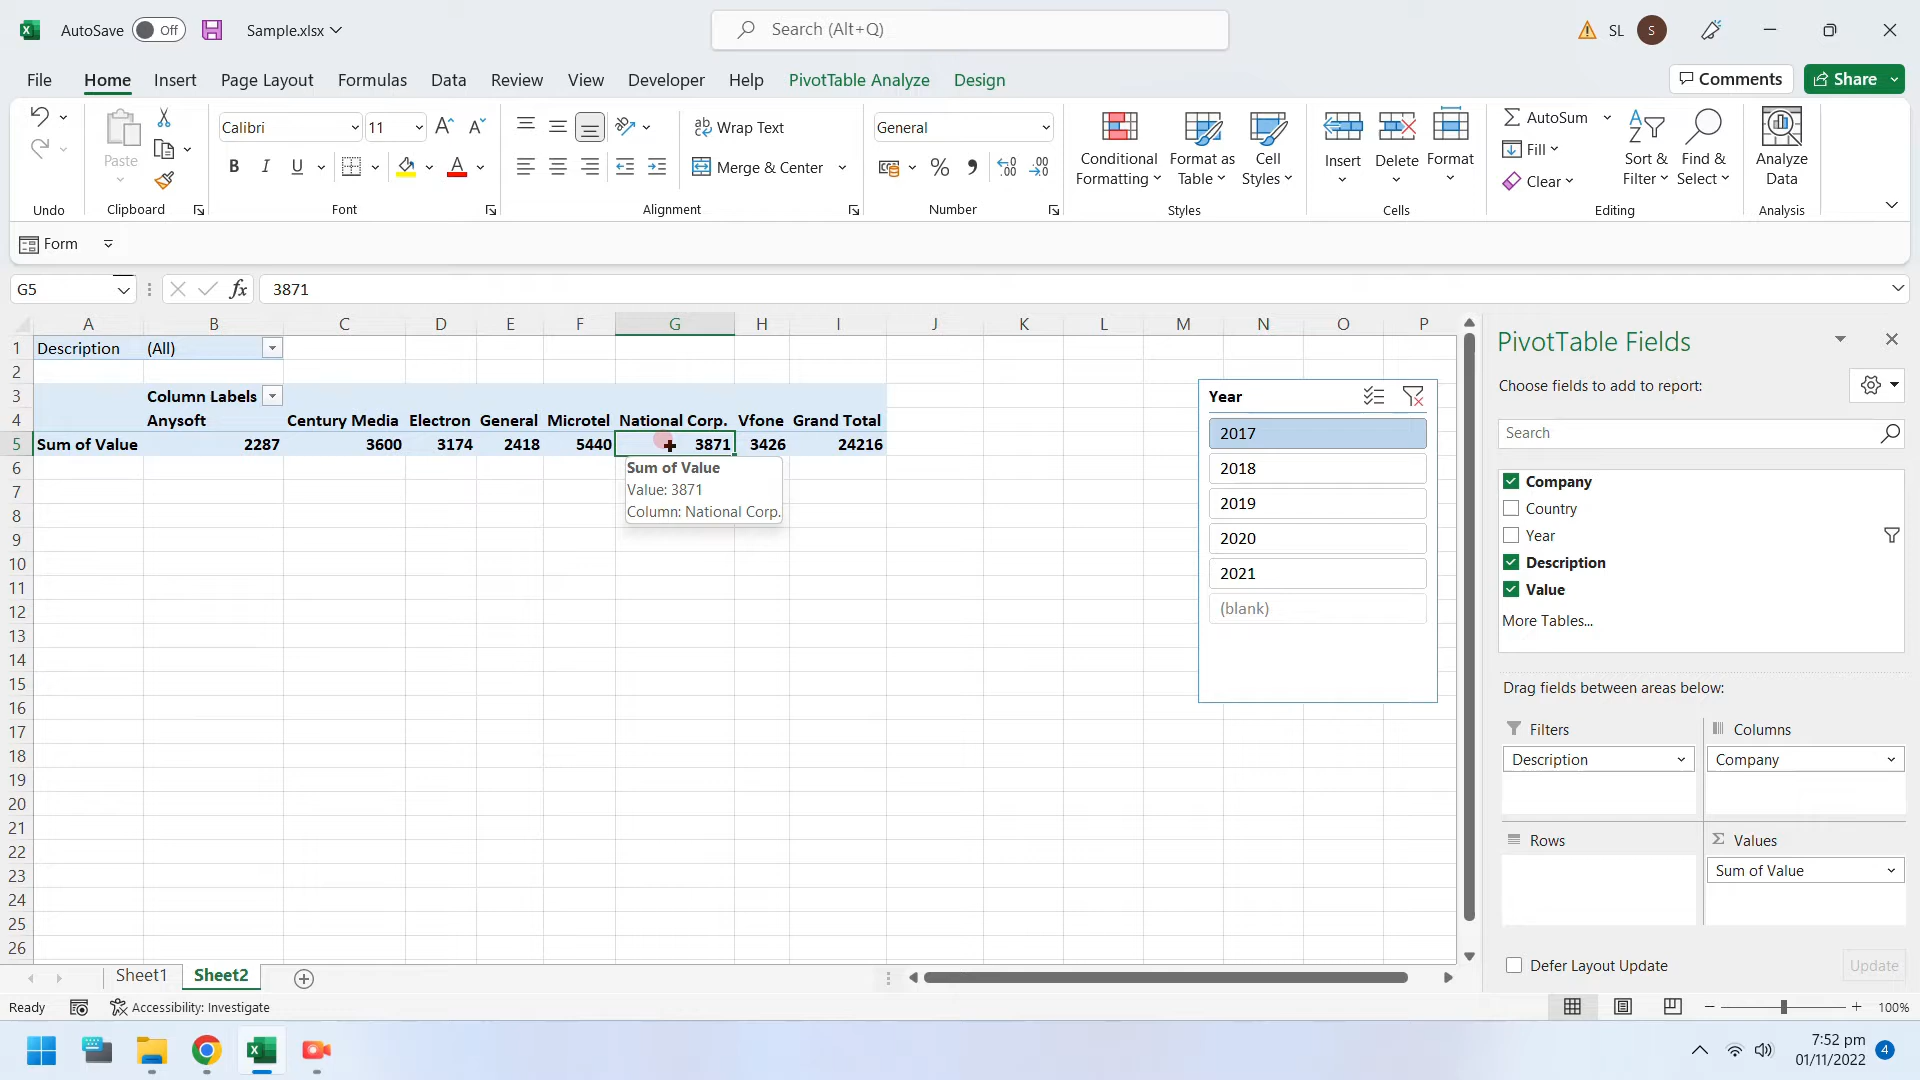 AutoSave Off Sample.xlsx Search (Alt+Q) SL S
File Home Insert Page Layout Formulas Data Review View Developer Help PivotTable Analyze Design Comments Share
Calibri 11 Wrap Text General AutoSum
Paste Conditional Format as Cell Insert Delete Format Fill Sort & Find & Analyze
B I U A Merge & Center % Formatting Table Styles Clear Filter Select Data
Undo Clipboard Font Alignment Number Styles Cells Editing Analysis
Form
G5 fx 3871
A B C D E F G H I J K L M N O P
1 Description (All)
2
3 Column Labels
4 Anysoft Century Media Electron General Microtel National Corp. Vfone Grand Total
5 Sum of Value 2287 3600 3174 2418 5440 3871 3426 24216
6
7
8
9
10
11
12
13
14
15
16
17
18
19
20
21
22
23
24
25
26
Sum of Value
Value: 3871
Column: National Corp.
Year
2017
2018
2019
2020
2021
(blank)
PivotTable Fields
Choose fields to add to report:
Search
Company
Country
Year
Description
Value
More Tables...
Drag fields between areas below:
Filters Columns
Description Company
Rows Values
Sum of Value
Defer Layout Update Update
Sheet1 Sheet2
Ready Accessibility: Investigate 100%
7:52 pm
01/11/2022 4